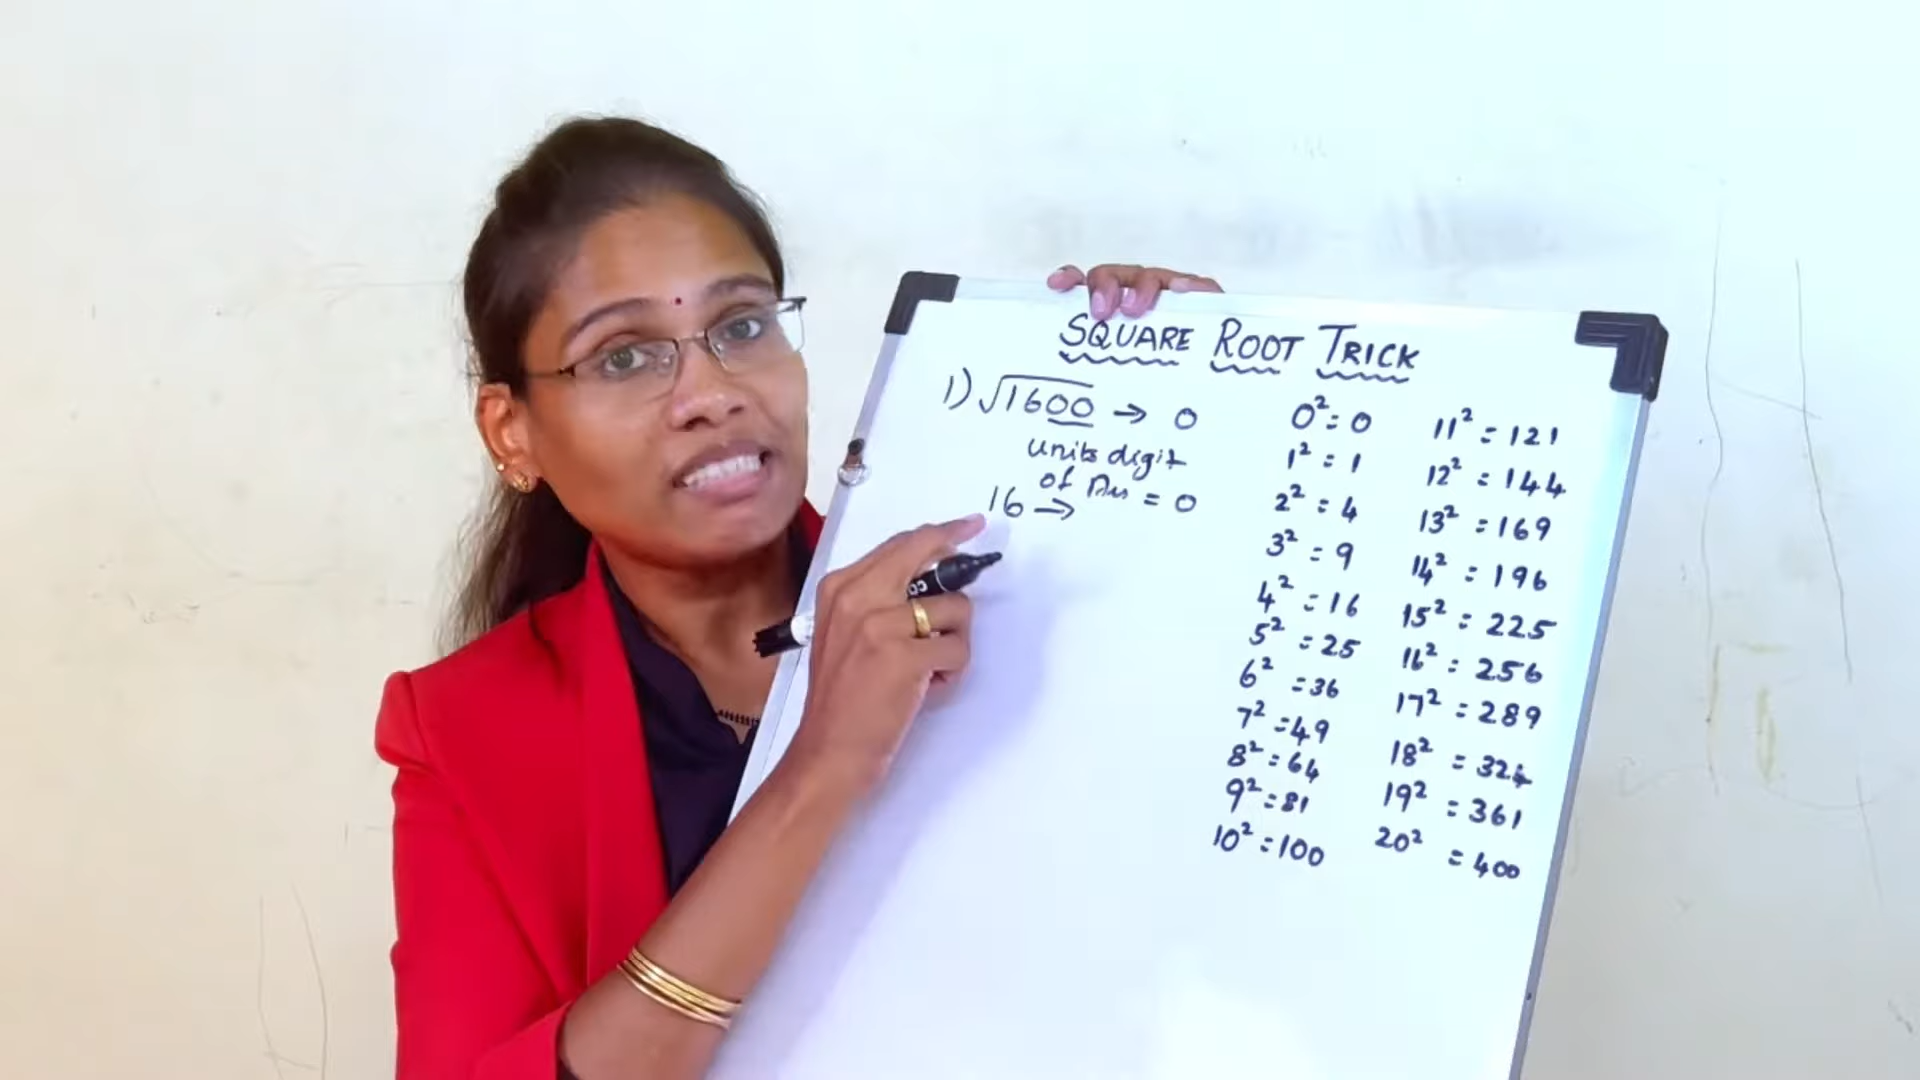 SQUARE ROOT TRICK
1) √1600 → 0
units digit
of Ans = 0
16 →
0² = 0
1² = 1
2² = 4
3² = 9
4² = 16
5² = 25
6² = 36
7² = 49
8² = 64
9² = 81
10² = 100
11² = 121
12² = 144
13² = 169
14² = 196
15² = 225
16² = 256
17² = 289
18² = 324
19² = 361
20² = 400
CO